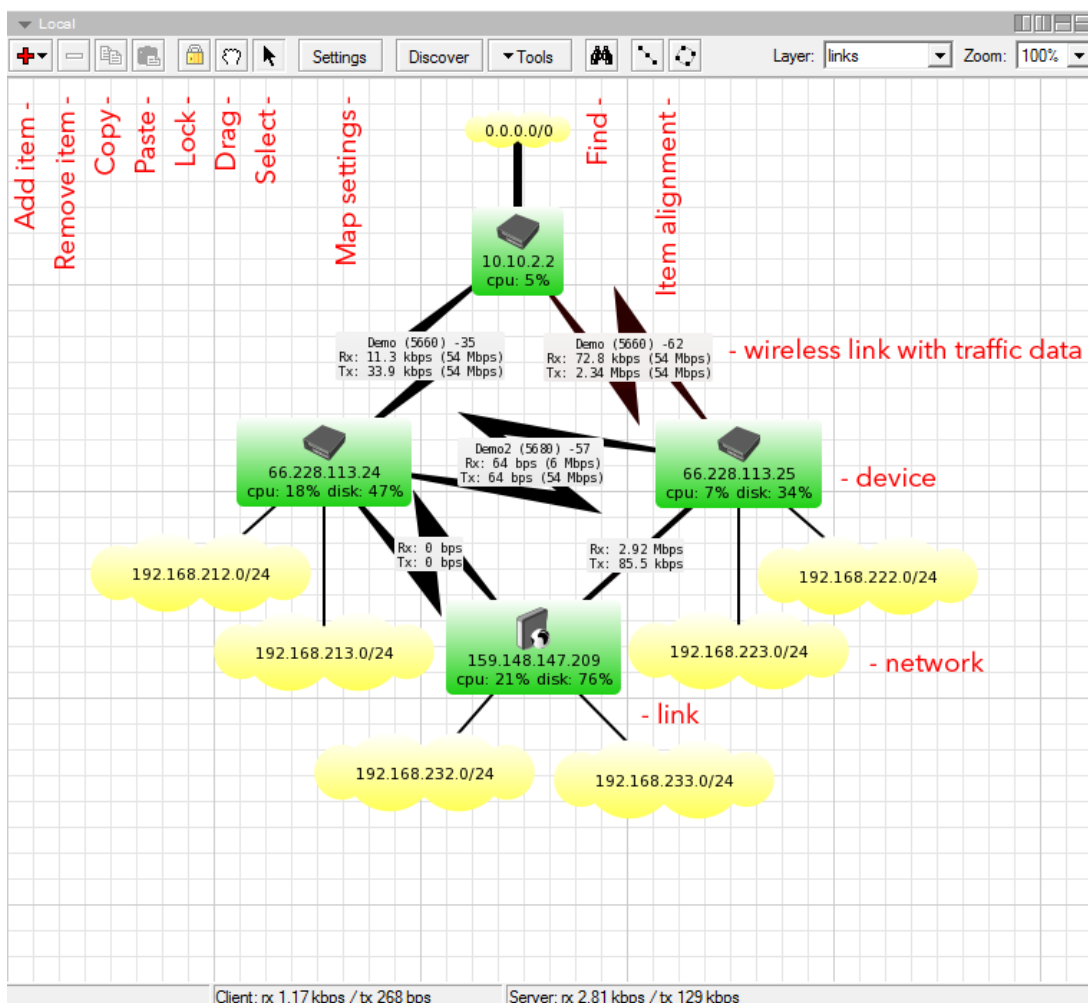 Local
Settings
Discover
Tools
Layer:
links
Zoom:
100%
Add item -
Remove item -
Copy -
Paste -
Lock -
Drag -
Select -
Map settings-
Find -
Item alignment-
0.0.0.0/0
10.10.2.2
cpu: 5%
Demo (5660) -35
Rx: 11.3 kbps (54 Mbps)
Tx: 33.9 kbps (54 Mbps)
Demo (5660) -62
Rx: 72.8 kbps (54 Mbps)
Tx: 2.34 Mbps (54 Mbps)
- wireless link with traffic data
66.228.113.24
cpu: 18% disk: 47%
Demo2 (5680) -57
Rx: 64 bps (6 Mbps)
Tx: 64 bps (54 Mbps)
66.228.113.25
cpu: 7% disk: 34%
- device
Rx: 0 bps
Tx: 0 bps
Rx: 2.92 Mbps
Tx: 85.5 kbps
192.168.212.0/24
192.168.222.0/24
192.168.213.0/24
159.148.147.209
cpu: 21% disk: 76%
192.168.223.0/24
- network
- link
192.168.232.0/24
192.168.233.0/24
Client: rx 1.17 kbps / tx 268 bps
Server: rx 2.81 kbps / tx 129 kbps